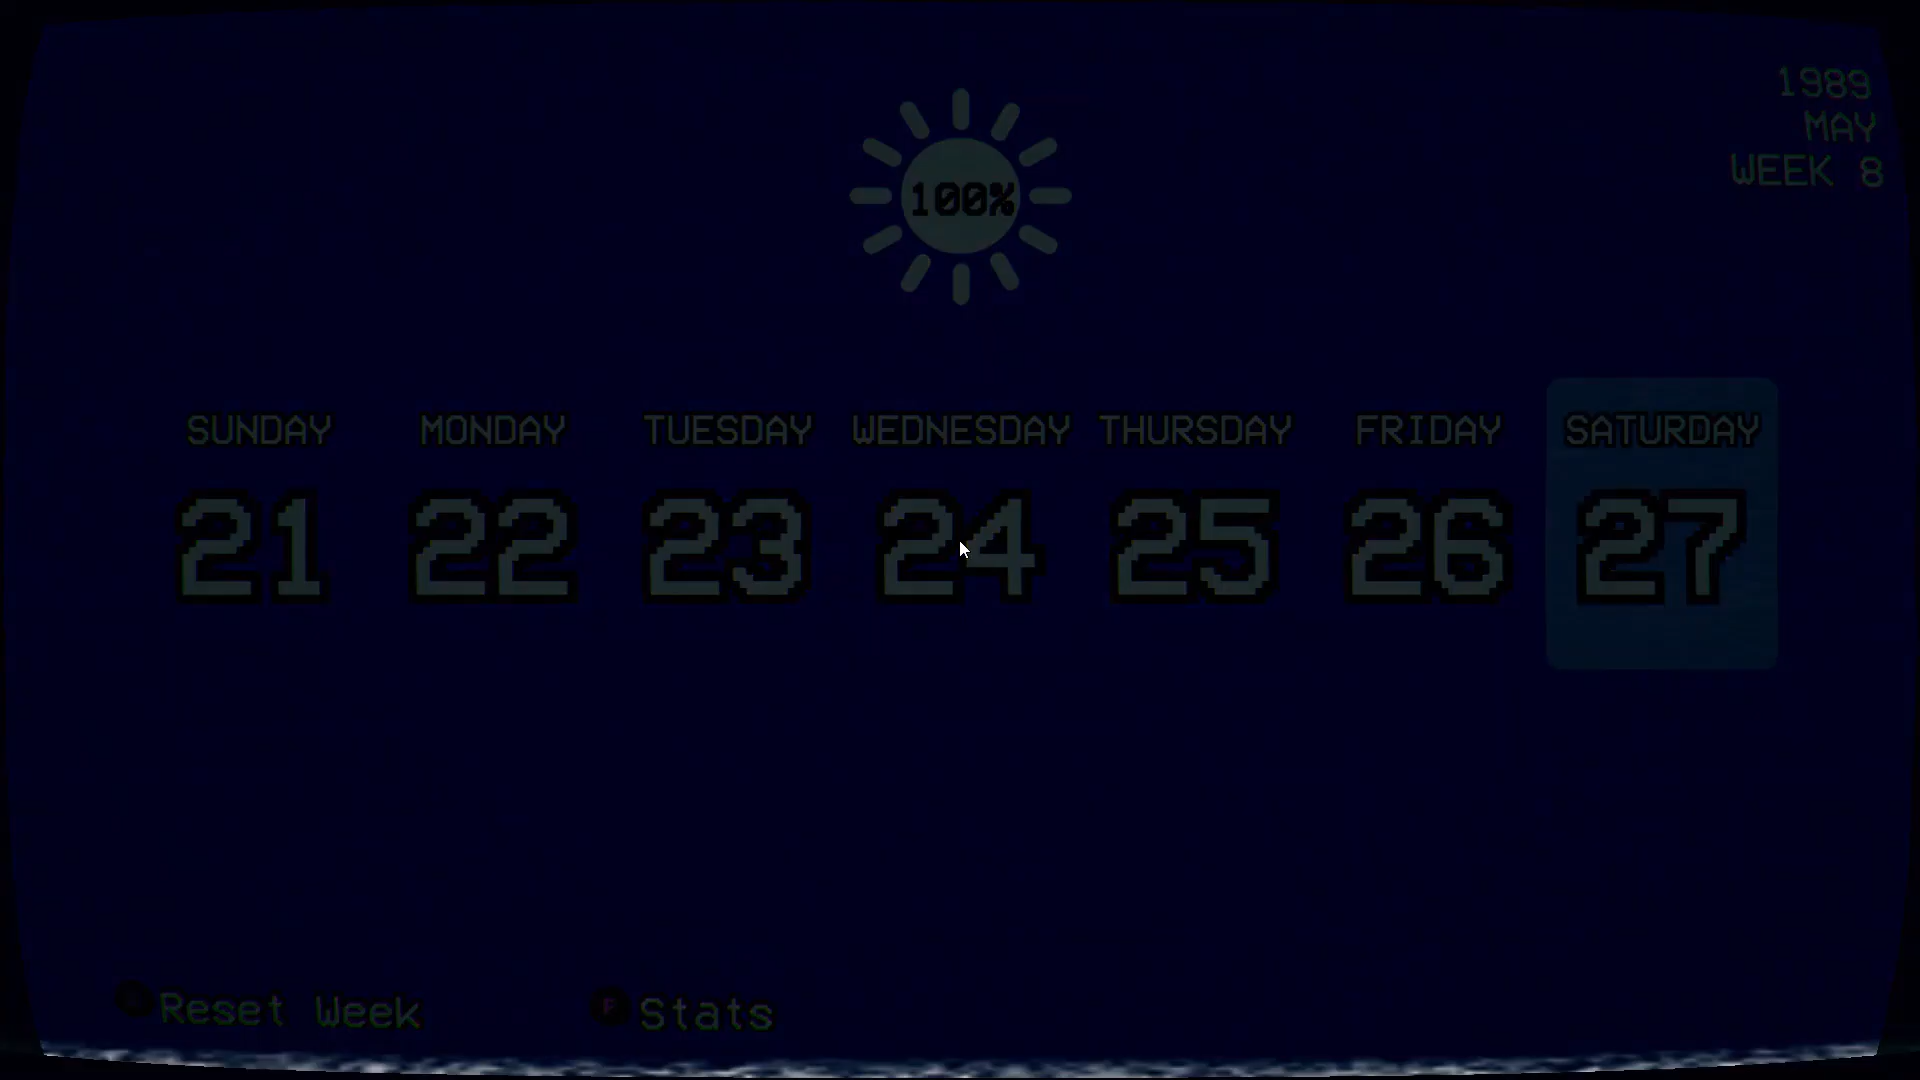 1989
MAY
WEEK 8
100%
SUNDAY MONDAY TUESDAY WEDNESDAY THURSDAY FRIDAY SATURDAY
21 22 23 24 25 26 27
Reset Week F Stats